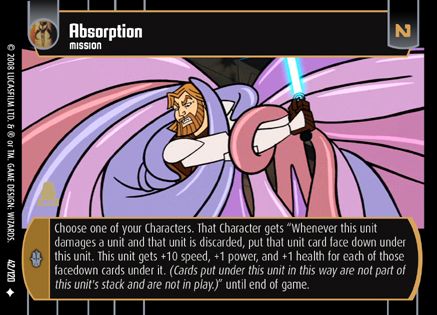 Absorption
MISSION
N
© 2008 LUCASFILM LTD. & ® or TM. GAME DESIGN: WIZARDS.
42/120
Choose one of your Characters. That Character gets “Whenever this unit
damages a unit and that unit is discarded, put that unit card face down under
this unit. This unit gets +10 speed, +1 power, and +1 health for each of those
facedown cards under it. (Cards put under this unit in this way are not part of
this unit's stack and are not in play.)” until end of game.